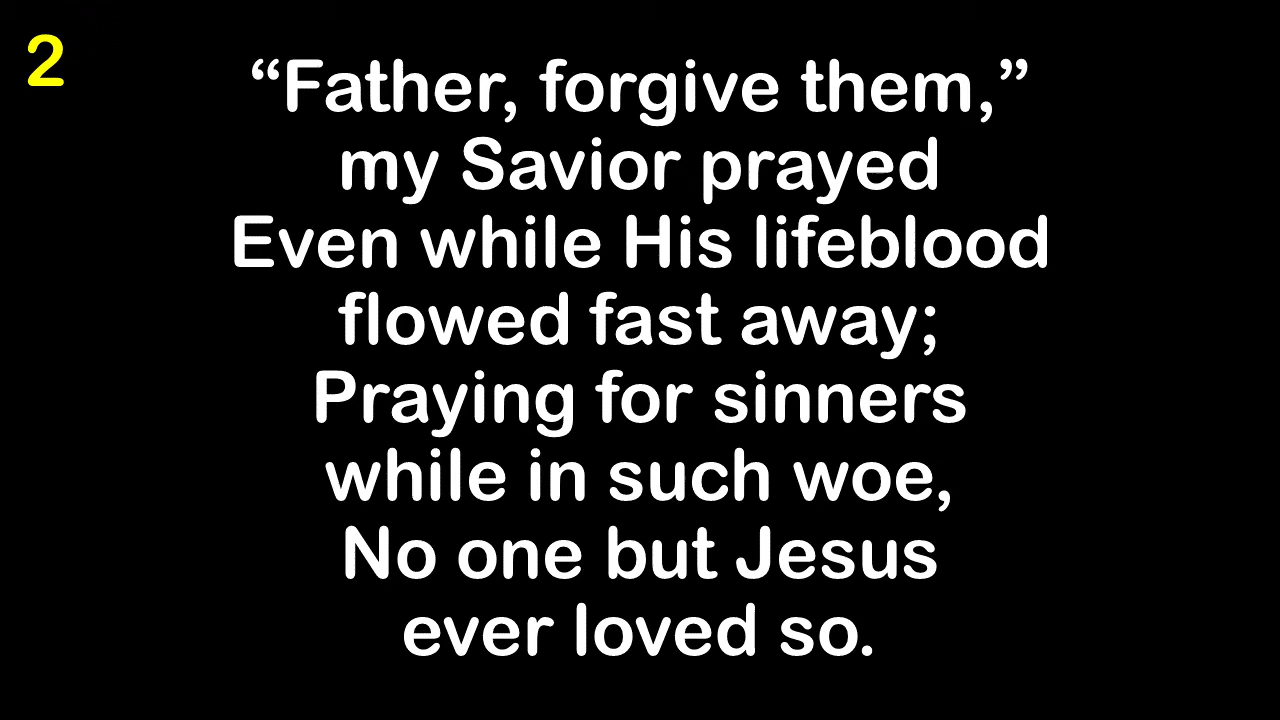 2
“Father, forgive them,”
my Savior prayed
Even while His lifeblood
flowed fast away;
Praying for sinners
while in such woe,
No one but Jesus
ever loved so.